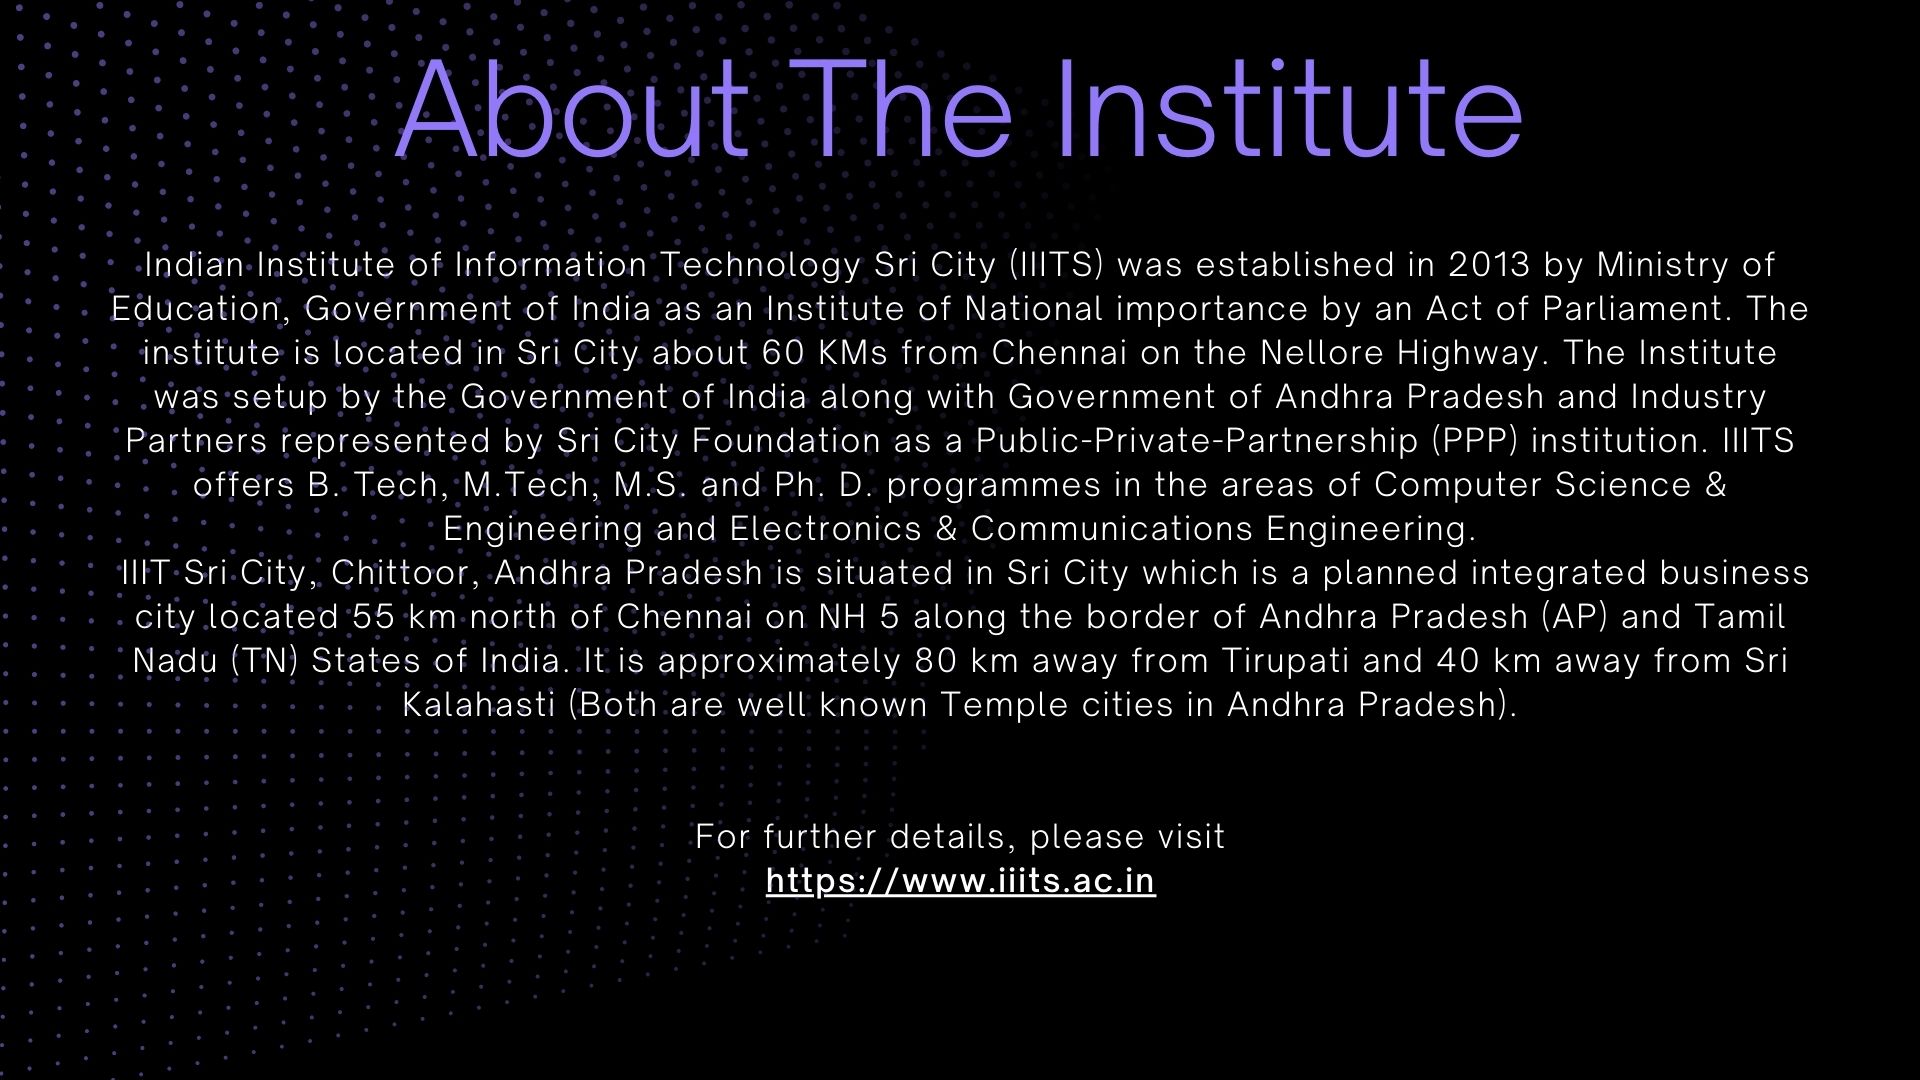 About The Institute
Indian Institute of Information Technology Sri City (IIITS) was established in 2013 by Ministry of
Education, Government of India as an Institute of National importance by an Act of Parliament. The
institute is located in Sri City about 60 KMs from Chennai on the Nellore Highway. The Institute
was setup by the Government of India along with Government of Andhra Pradesh and Industry
Partners represented by Sri City Foundation as a Public-Private-Partnership (PPP) institution. IIITS
offers B. Tech, M.Tech, M.S. and Ph. D. programmes in the areas of Computer Science &
Engineering and Electronics & Communications Engineering.
IIIT Sri City, Chittoor, Andhra Pradesh is situated in Sri City which is a planned integrated business
city located 55 km north of Chennai on NH 5 along the border of Andhra Pradesh (AP) and Tamil
Nadu (TN) States of India. It is approximately 80 km away from Tirupati and 40 km away from Sri
Kalahasti (Both are well known Temple cities in Andhra Pradesh).
For further details, please visit
https://www.iiits.ac.in